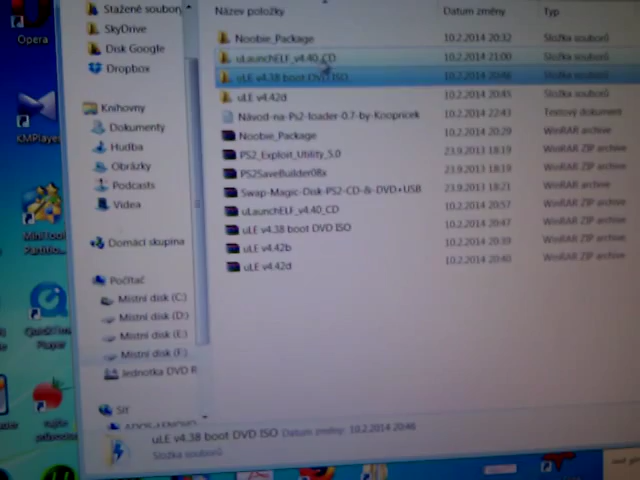 Opera
KMPlayer
MiniTool
Partitio...
QuickTime
Player
Stažené soubory
SkyDrive
Disk Google
Dropbox
Knihovny
Dokumenty
Hudba
Obrázky
Podcasts
Videa
Domácí skupina
Počítač
Místní disk (C:)
Místní disk (D:)
Místní disk (E:)
Místní disk (F:)
Jednotka DVD R
Síť
Název položky Datum změny Typ
Noobie_Package 10.2.2014 20:32 Složka souborů
uLaunchELF_v4.40_CD 10.2.2014 21:00 Složka souborů
uLE v4.38 boot DVD ISO 10.2.2014 20:46 Složka souborů
uLE v4.42d 10.2.2014 20:45 Složka souborů
Návod-na-Ps2-loader-0.7-by-Koopricek 10.2.2014 22:43 Textový dokument
Noobie_Package 10.2.2014 20:29 WinRAR archive
PS2_Exploit_Utility_5.0 23.9.2013 18:19 WinRAR ZIP archive
PS2SaveBuilder08x 23.9.2013 18:19 WinRAR ZIP archive
Swap-Magic-Disk-PS2-CD-&-DVD+USB 23.9.2013 18:21 WinRAR archive
uLaunchELF_v4.40_CD 10.2.2014 20:57 WinRAR ZIP archive
uLE v4.38 boot DVD ISO 10.2.2014 20:47 WinRAR ZIP archive
uLE v4.42b 10.2.2014 20:39 WinRAR ZIP archive
uLE v4.42d 10.2.2014 20:40 WinRAR ZIP archive
uLE v4.38 boot DVD ISO Datum změny: 10.2.2014 20:46
Složka souborů